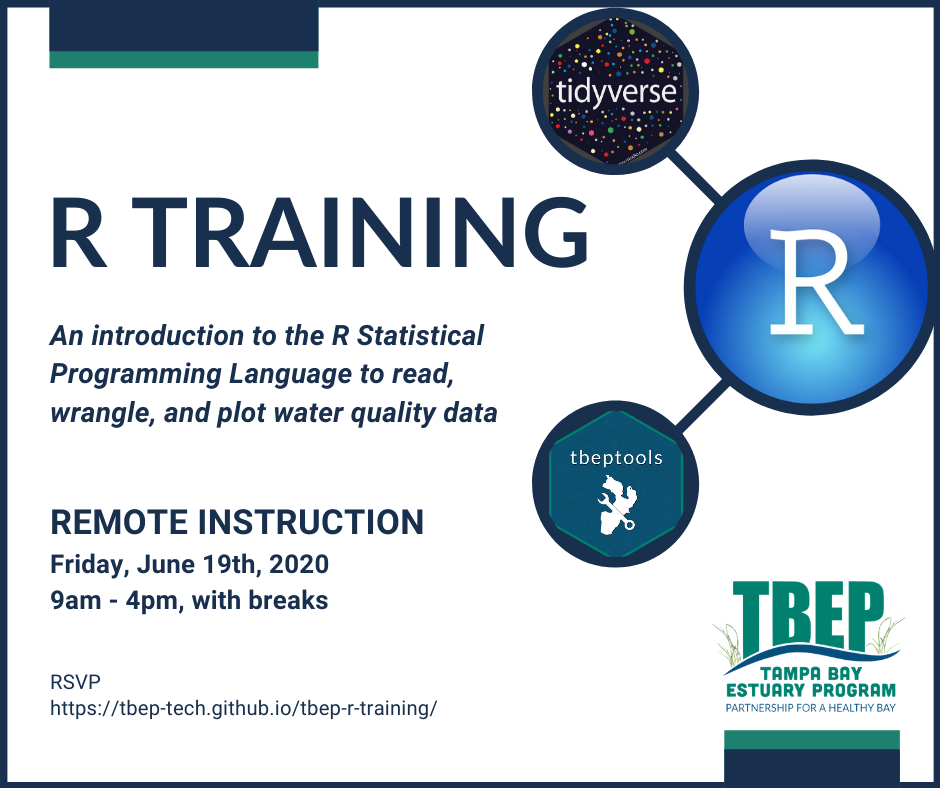 tidyverse
R TRAINING
R
An introduction to the R Statistical
Programming Language to read,
wrangle, and plot water quality data
tbeptools
REMOTE INSTRUCTION
Friday, June 19th, 2020
9am - 4pm, with breaks
RSVP
https://tbep-tech.github.io/tbep-r-training/
TBEP
TAMPA BAY
ESTUARY PROGRAM
PARTNERSHIP FOR A HEALTHY BAY